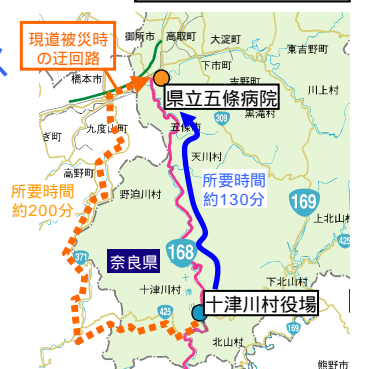 現道被災時
の迂回路
御所市
高取町
大淀町
東吉野町
下市町
橋本市
吉野町
県立五條病院
川上村
黒滝村
309
五條市
九度山町
ぎ町
天川村
高野町
所要時間
約200分
野迫川村
所要時間
約130分
169
上北山村
425
奈良県
168
371
十津川村
下北山村
425
十津川村役場
169
北山村
熊野市